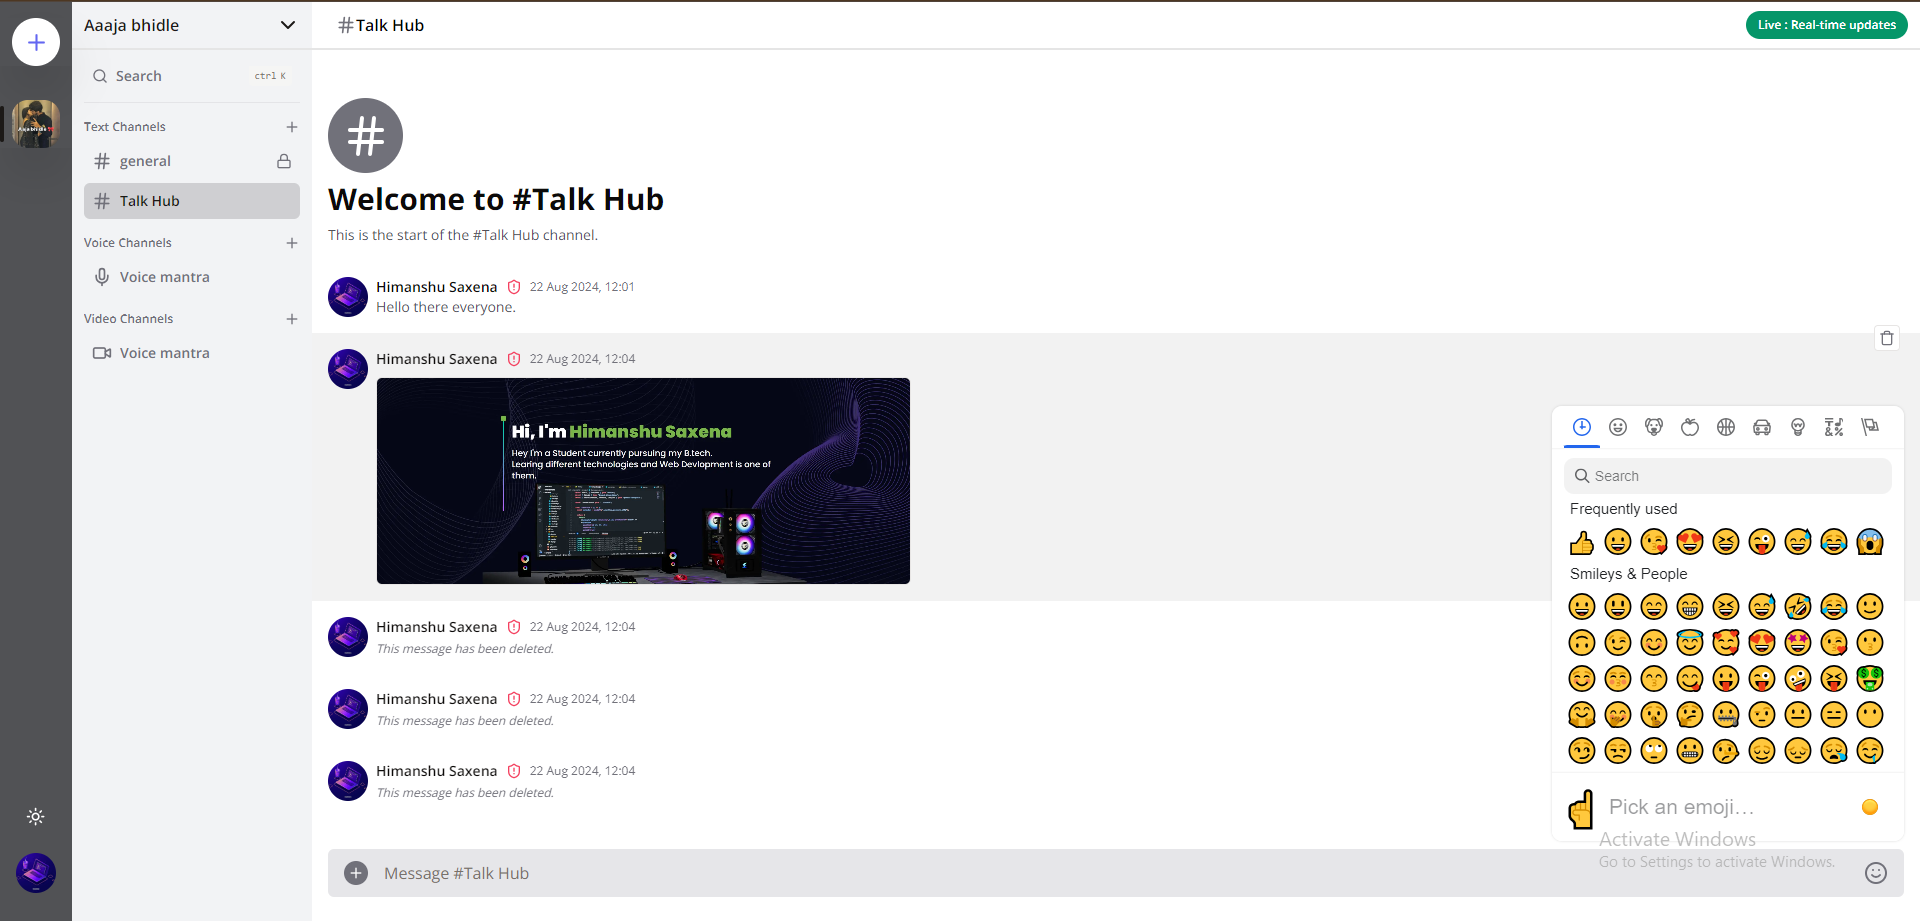 Aaaja bhidle
# Talk Hub
Live : Real-time updates
Search
ctrl K
Text Channels
general
Talk Hub
Voice Channels
Voice mantra
Video Channels
Voice mantra
Welcome to #Talk Hub
This is the start of the #Talk Hub channel.
Himanshu Saxena 22 Aug 2024, 12:01
Hello there everyone.
Himanshu Saxena 22 Aug 2024, 12:04
Hi, I'm Himanshu Saxena
Hey I'm a Student currently pursuing my B.tech.
Learing different technologies and Web Devlopment is one of
them.
Himanshu Saxena 22 Aug 2024, 12:04
This message has been deleted.
Himanshu Saxena 22 Aug 2024, 12:04
This message has been deleted.
Himanshu Saxena 22 Aug 2024, 12:04
This message has been deleted.
Message #Talk Hub
Search
Frequently used
Smileys & People
Pick an emoji…
Activate Windows
Go to Settings to activate Windows.